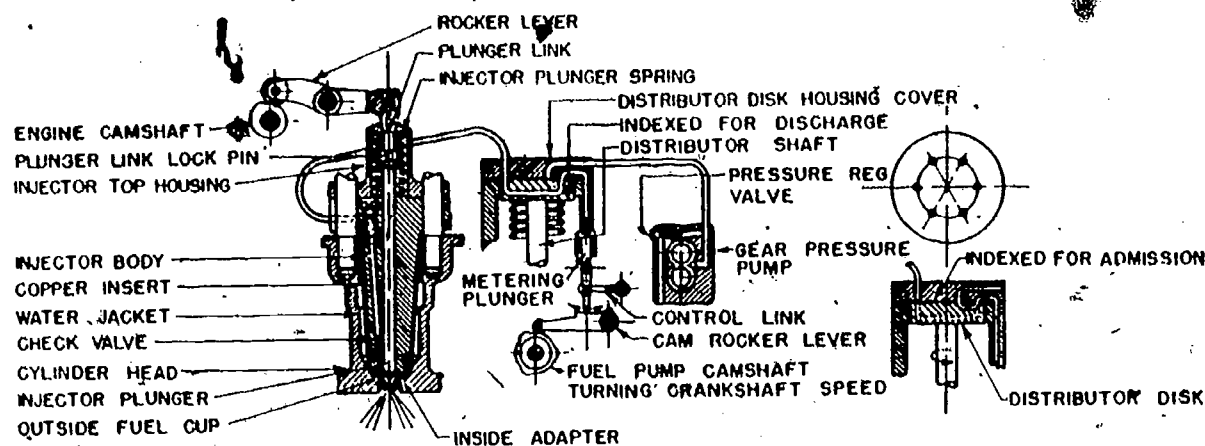 ROCKER LEVER
PLUNGER LINK
INJECTOR PLUNGER SPRING
DISTRIBUTOR DISK HOUSING COVER
INDEXED FOR DISCHARGE
DISTRIBUTOR SHAFT
PRESSURE REG
VALVE
ENGINE CAMSHAFT
PLUNGER LINK LOCK PIN
INJECTOR TOP HOUSING
GEAR PRESSURE
PUMP
INDEXED FOR ADMISSION
INJECTOR BODY
COPPER INSERT
WATER JACKET
CHECK VALVE
CYLINDER HEAD
INJECTOR PLUNGER
OUTSIDE FUEL CUP
METERING
PLUNGER
CONTROL LINK
CAM ROCKER LEVER
FUEL PUMP CAMSHAFT
TURNING CRANKSHAFT SPEED
DISTRIBUTOR DISK
INSIDE ADAPTER